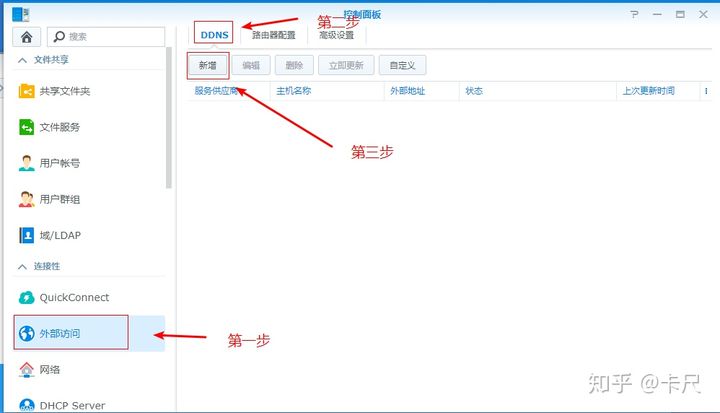 控制面板
第二步
搜索
DDNS 路由器配置 高级设置
文件共享
新增 编辑 删除 立即更新 自定义
服务供应商 主机名称 外部地址 状态 上次更新时间
共享文件夹
文件服务
第三步
用户帐号
用户群组
域/LDAP
连接性
QuickConnect
外部访问
第一步
网络
DHCP Server
知乎 @卡尺